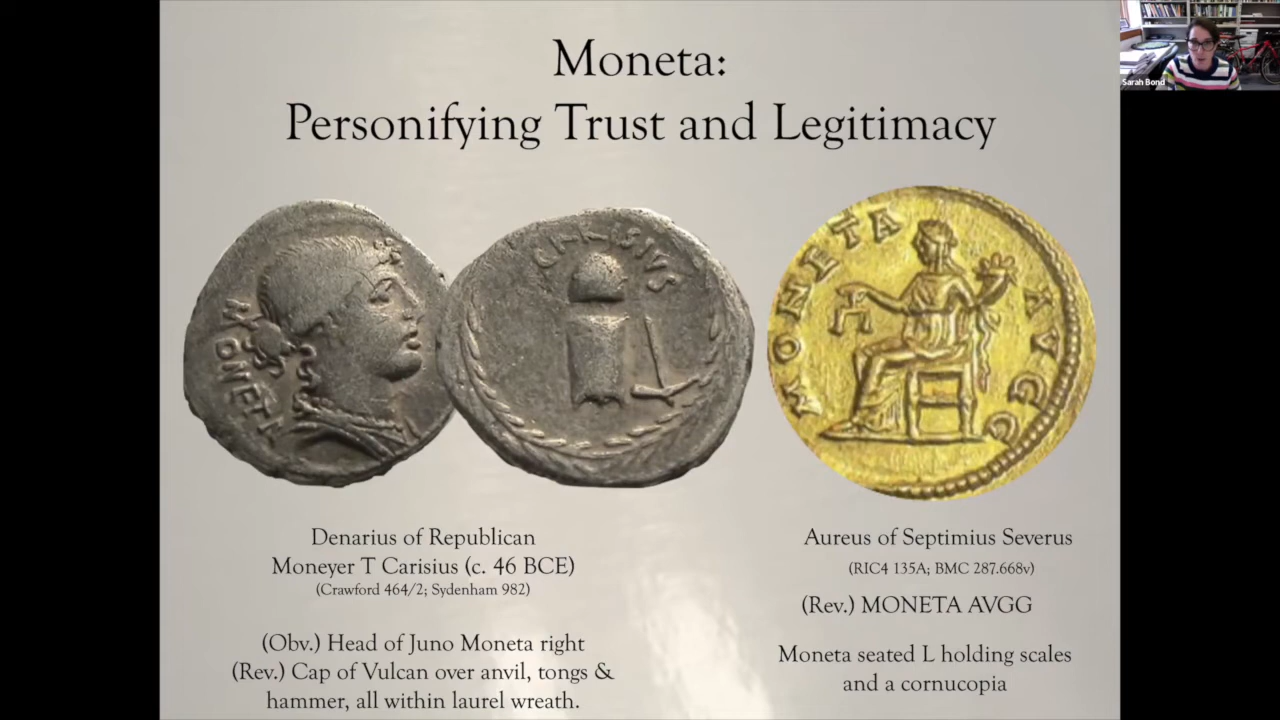 Moneta:
Personifying Trust and Legitimacy
Sarah Bond
MONETA
CARISIVS
MONETA AVGG
Denarius of Republican
Moneyer T Carisius (c. 46 BCE)
(Crawford 464/2; Sydenham 982)
(Obv.) Head of Juno Moneta right
(Rev.) Cap of Vulcan over anvil, tongs &
hammer, all within laurel wreath.
Aureus of Septimius Severus
(RIC4 135A; BMC 287.668v)
(Rev.) MONETA AVGG
Moneta seated L holding scales
and a cornucopia